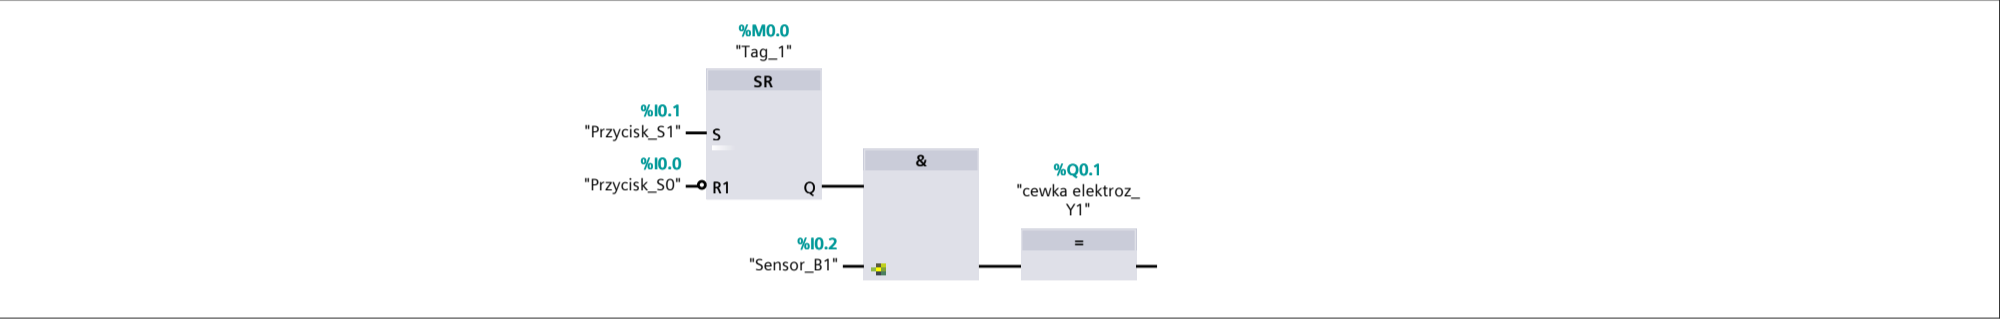 %M0.0
"Tag_1"
SR
%I0.1
"Przycisk_S1"
S
%I0.0
"Przycisk_S0"
R1
Q
&
%Q0.1
"cewka elektroz_
Y1"
=
%I0.2
"Sensor_B1"